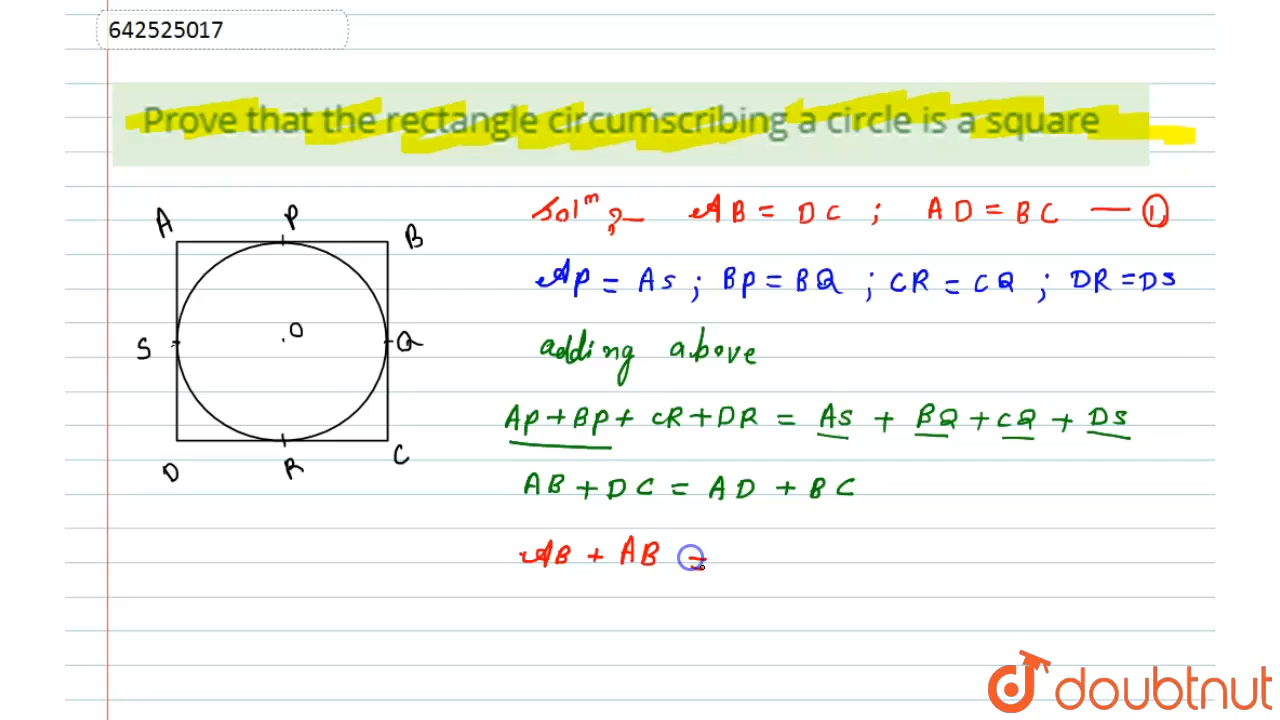 642525017
Prove that the rectangle circumscribing a circle is a square
A P B
S O Q
D R C
Solⁿ :— AB = DC ; AD = BC — ①
AP = AS ; BP = BQ ; CR = CQ ; DR = DS
adding above
AP + BP + CR + DR = AS + BQ + CQ + DS
AB + DC = AD + BC
AB + AB =
doubtnut